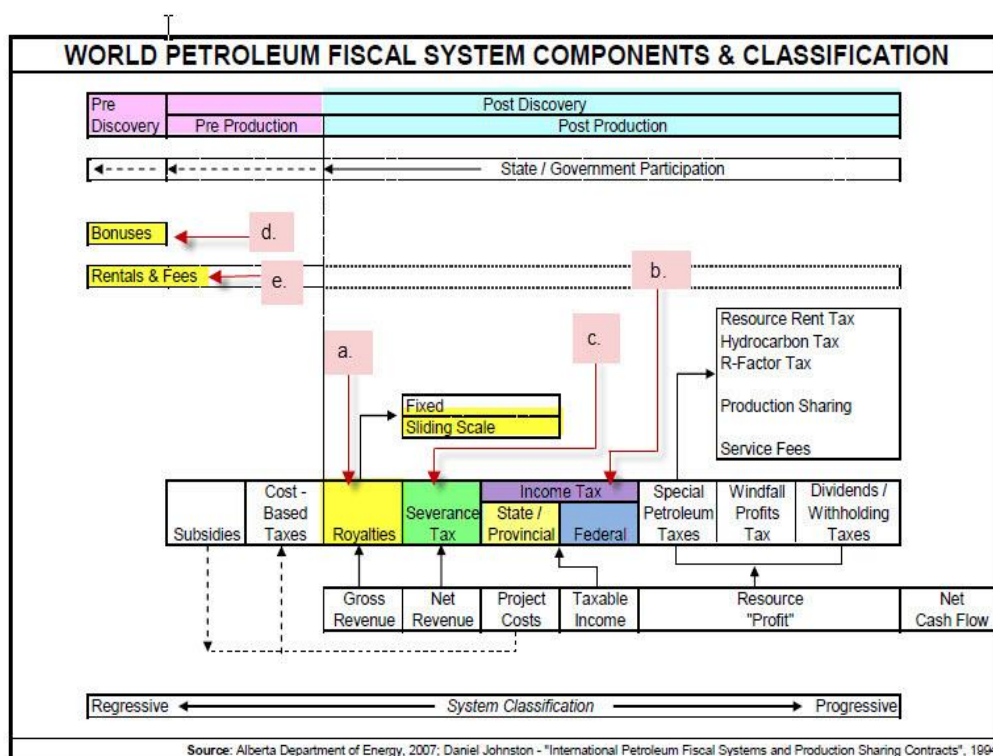 WORLD PETROLEUM FISCAL SYSTEM COMPONENTS & CLASSIFICATION
Pre
Discovery
Post Discovery
Pre Production
Post Production
State / Government Participation
Bonuses
d.
Rentals & Fees
e.
b.
a.
c.
Resource Rent Tax
Hydrocarbon Tax
R-Factor Tax
Production Sharing
Service Fees
Fixed
Sliding Scale
Subsidies
Cost -
Based
Taxes
Royalties
Severance
Tax
Income Tax
State /
Provincial
Federal
Special
Petroleum
Taxes
Windfall
Profits
Tax
Dividends /
Withholding
Taxes
Gross
Revenue
Net
Revenue
Project
Costs
Taxable
Income
Resource
"Profit"
Net
Cash Flow
Regressive
System Classification
Progressive
Source: Alberta Department of Energy, 2007; Daniel Johnston - "International Petroleum Fiscal Systems and Production Sharing Contracts",